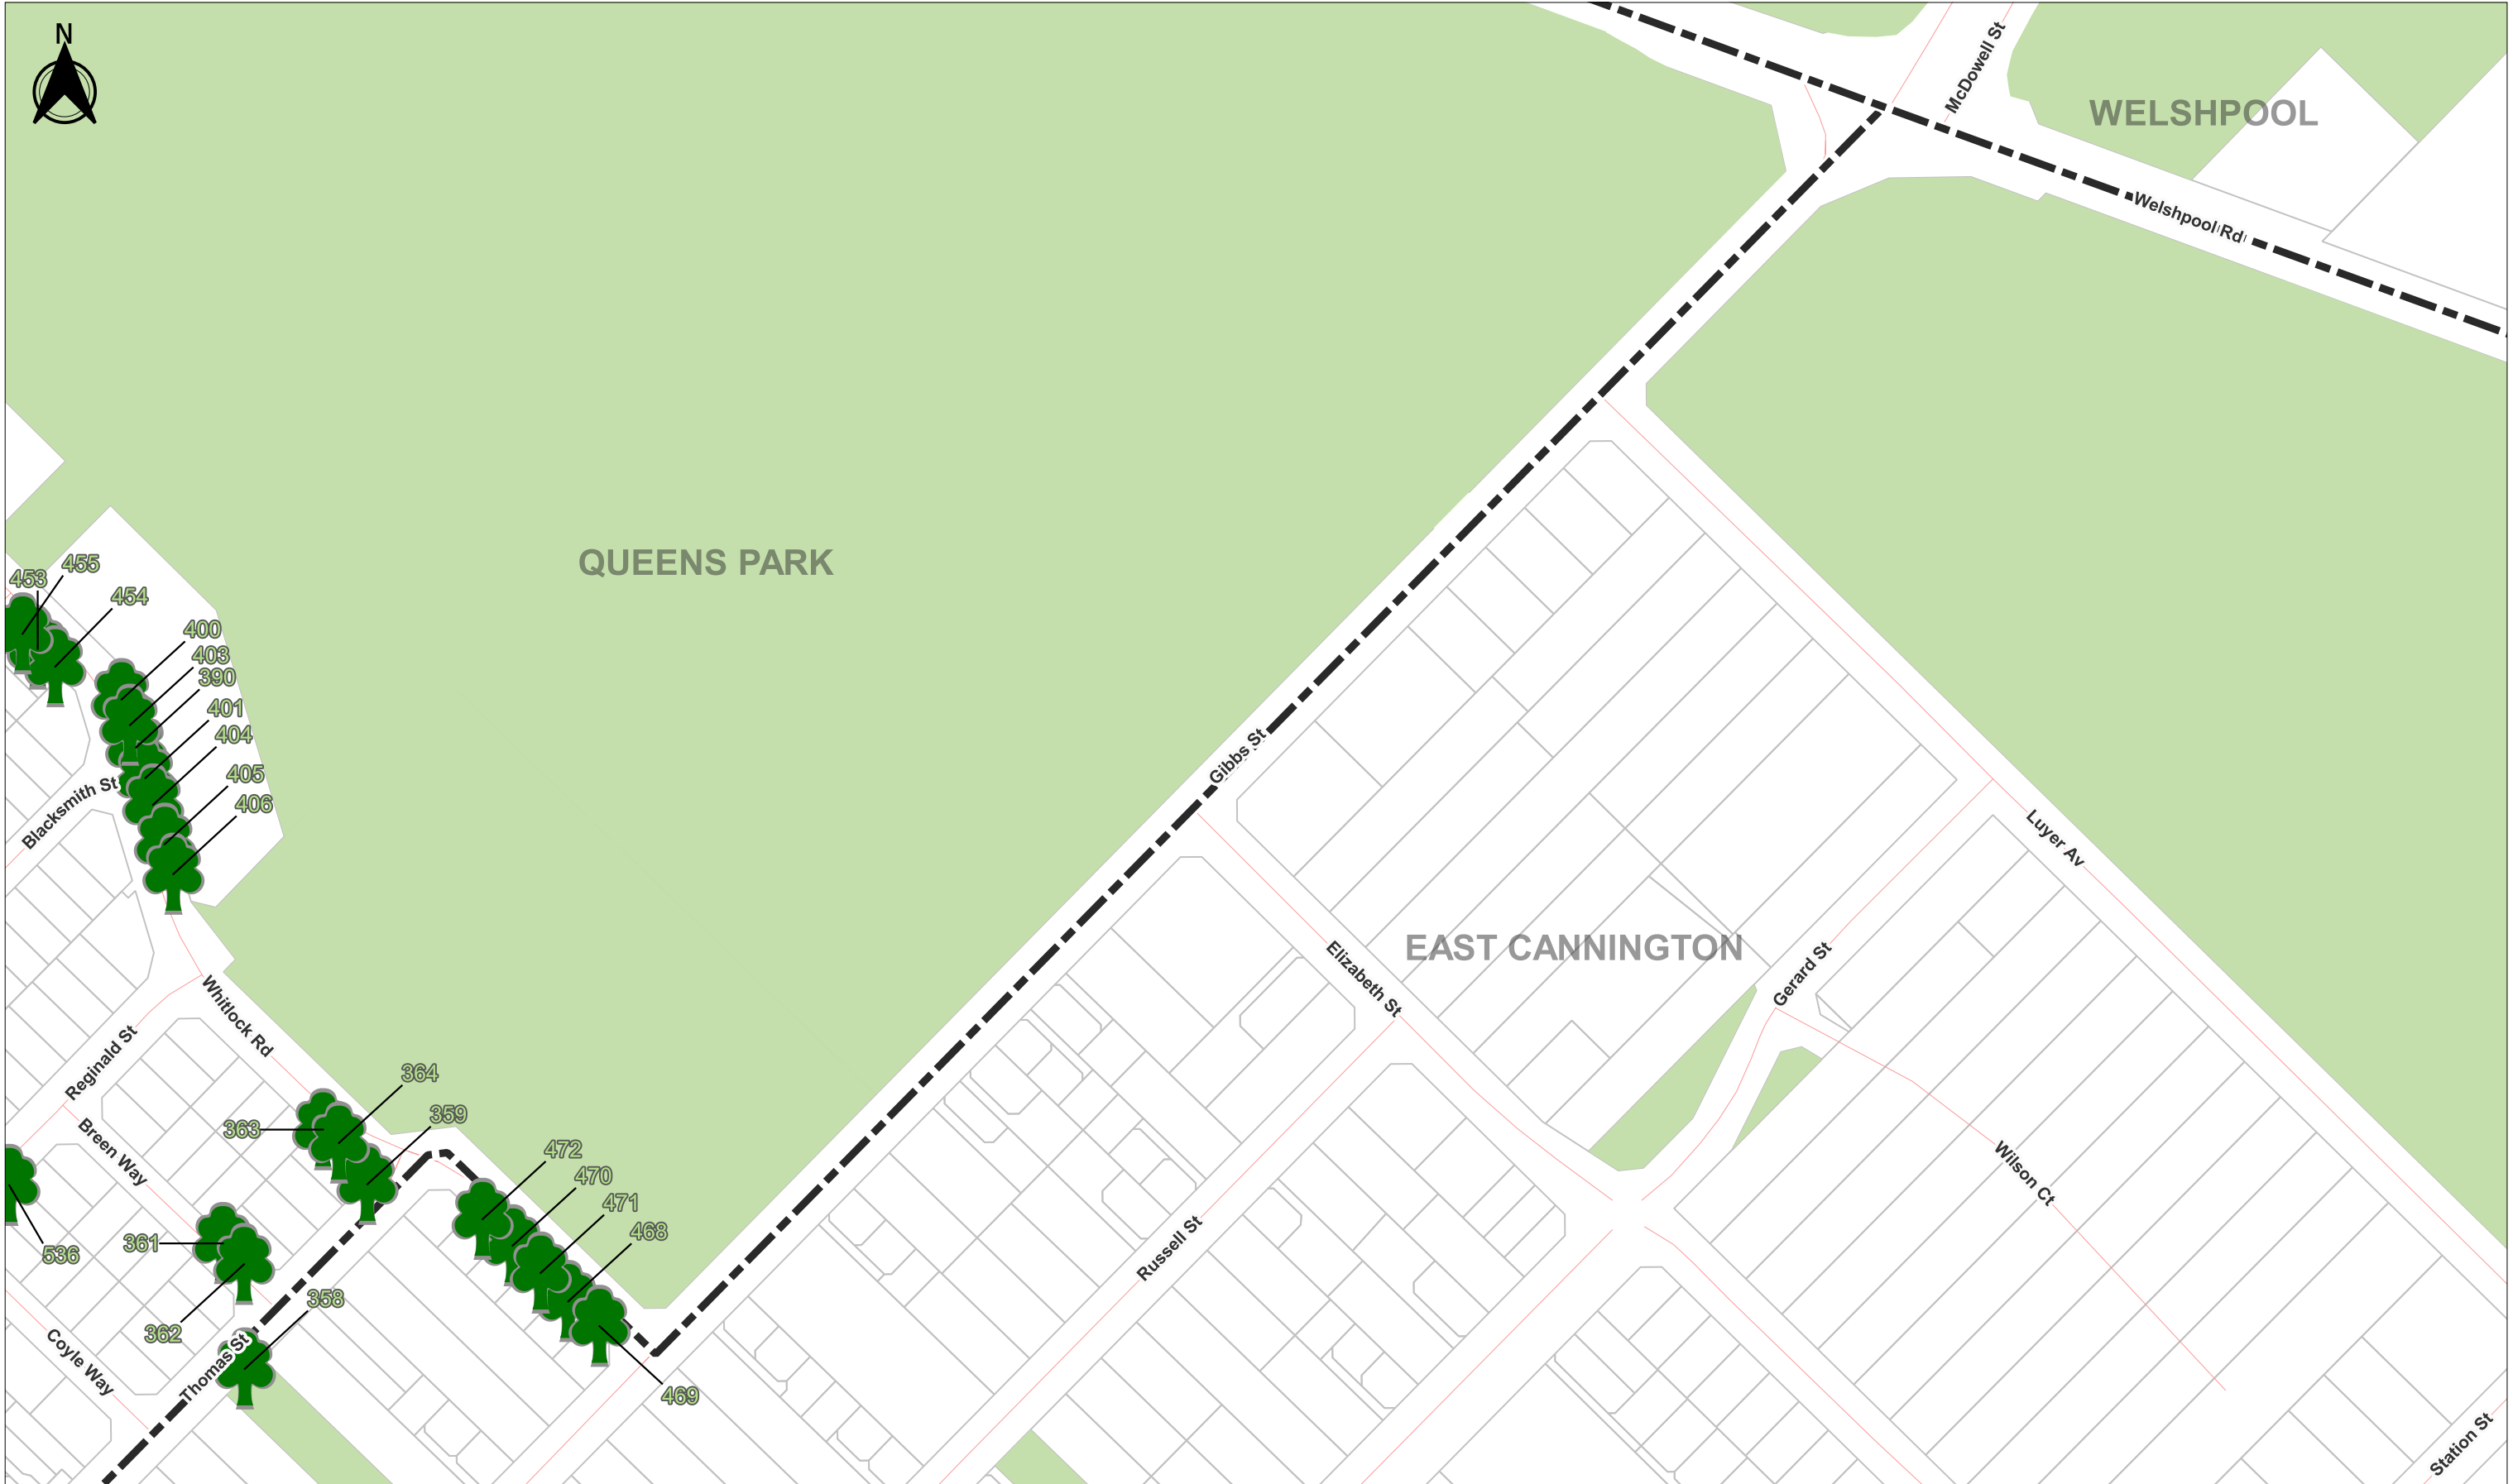 N
McDowell St
WELSHPOOL
Welshpool Rd
QUEENS PARK
455
453
454
400
403
390
401
404
405
406
Blacksmith St
Gibbs St
Luyer Av
EAST CANNINGTON
Elizabeth St
Gerard St
Whitlock Rd
Reginald St
364
359
363
Breen Way
472
470
471
468
Wilson Ct
Russell St
361
536
358
362
Coyle Way
Thomas St
469
Station St